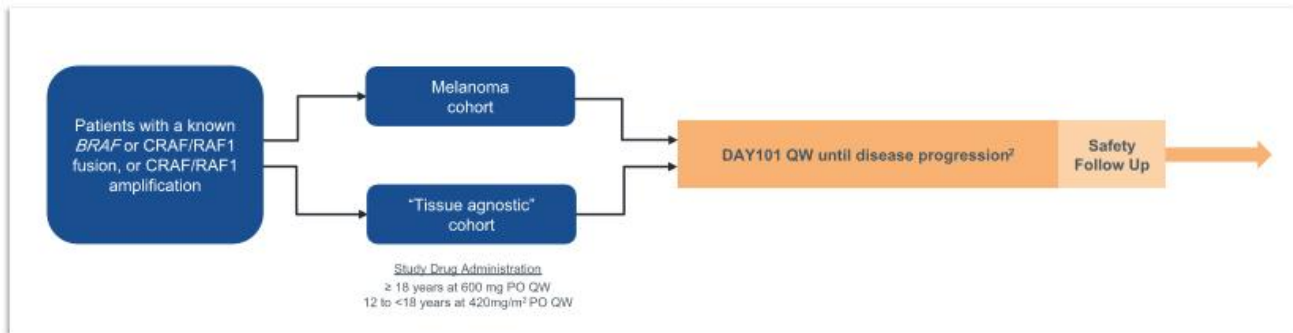 Patients with a known
BRAF or CRAF/RAF1
fusion, or CRAF/RAF1
amplification
Melanoma
cohort
"Tissue agnostic"
cohort
Study Drug Administration
≥ 18 years at 600 mg PO QW
12 to <18 years at 420mg/m² PO QW
DAY101 QW until disease progression²
Safety
Follow Up